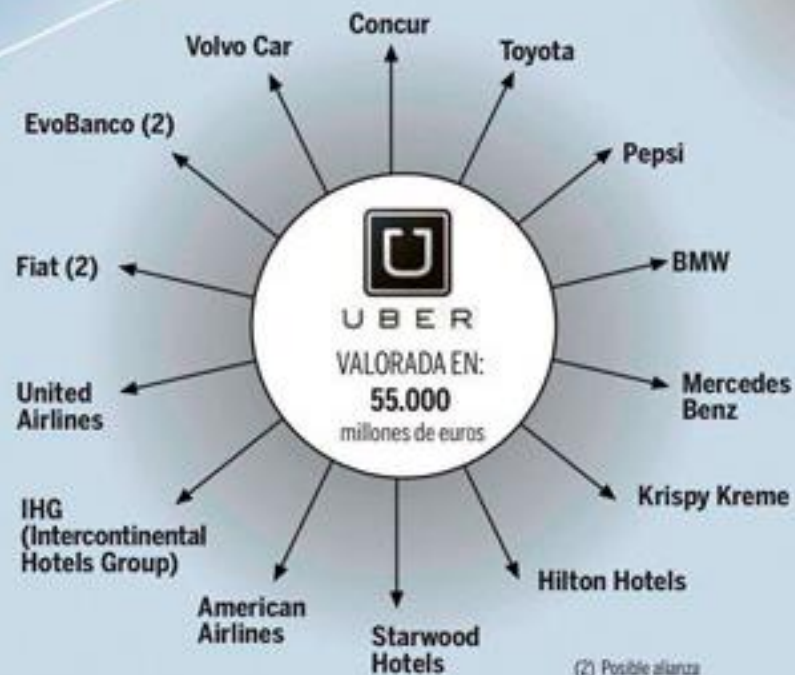 Concur
Volvo Car
Toyota
EvoBanco (2)
Pepsi
Fiat (2)
BMW
U
UBER
VALORADA EN:
55.000
millones de euros
United
Airlines
Mercedes
Benz
IHG
(Intercontinental
Hotels Group)
Krispy Kreme
American
Airlines
Hilton Hotels
Starwood
Hotels
(2) Posible alianza